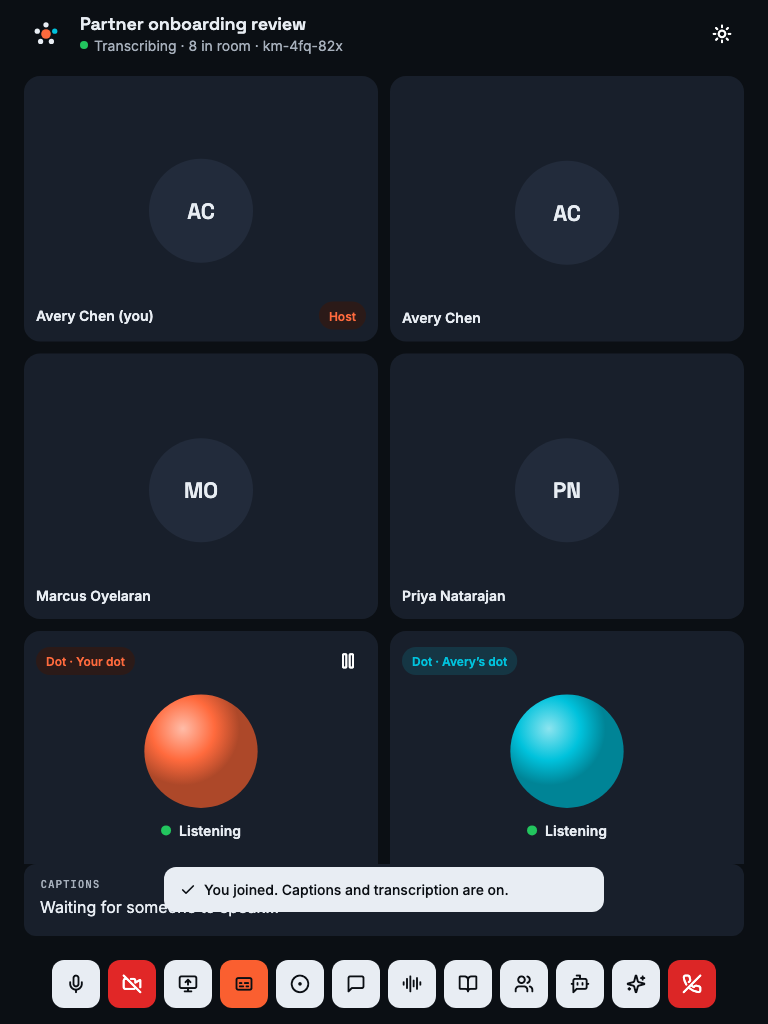 Partner onboarding review
Transcribing · 8 in room · km-4fq-82x
AC
Avery Chen (you)
Host
AC
Avery Chen
MO
Marcus Oyelaran
PN
Priya Natarajan
Dot · Your dot
Listening
Dot · Avery's dot
Listening
CAPTIONS
Waiting for
You joined. Captions and transcription are on.